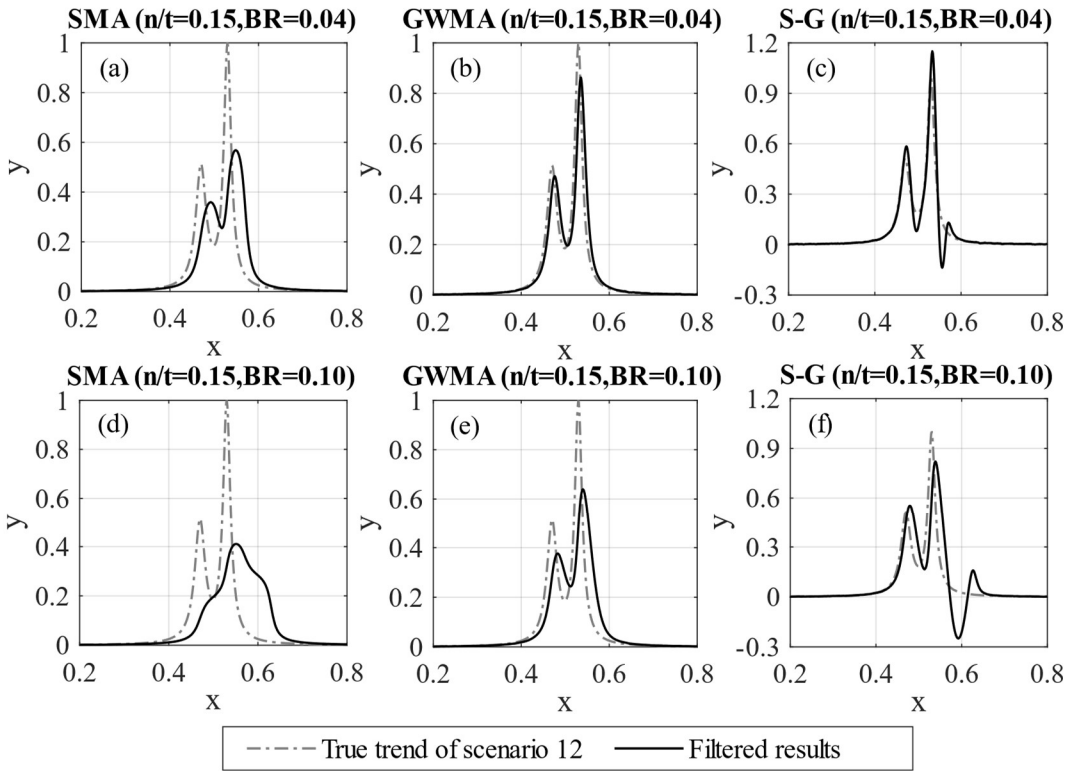 SMA (n/t=0.15,BR=0.04)
GWMA (n/t=0.15,BR=0.04)
S-G (n/t=0.15,BR=0.04)
(a)
(b)
(c)
1
0.8
0.6
0.4
0.2
0
y
0.2 0.4 0.6 0.8
x
1
0.8
0.6
0.4
0.2
0
y
0.2 0.4 0.6 0.8
x
1.2
0.9
0.6
0.3
0
-0.3
y
0.2 0.4 0.6 0.8
x
SMA (n/t=0.15,BR=0.10)
GWMA (n/t=0.15,BR=0.10)
S-G (n/t=0.15,BR=0.10)
(d)
(e)
(f)
1
0.8
0.6
0.4
0.2
0
y
0.2 0.4 0.6 0.8
x
1
0.8
0.6
0.4
0.2
0
y
0.2 0.4 0.6 0.8
x
1.2
0.9
0.6
0.3
0
-0.3
y
0.2 0.4 0.6 0.8
x
True trend of scenario 12
Filtered results